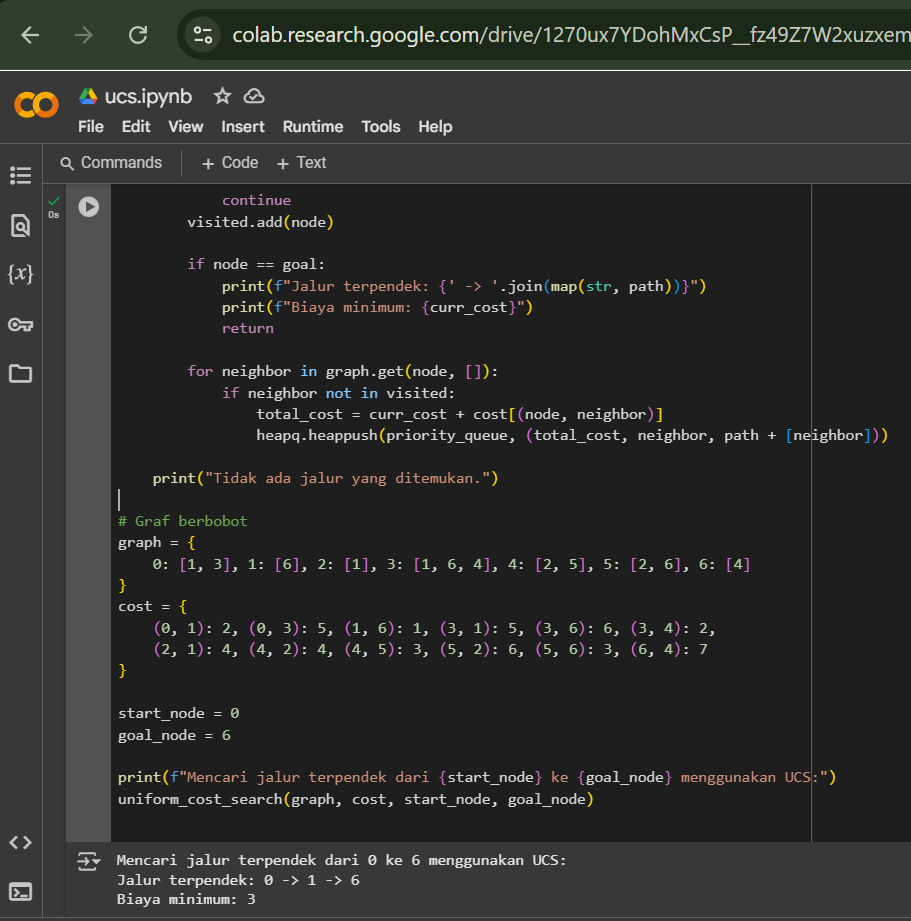 colab.research.google.com/drive/1270ux7YDohMxCsP__fz49Z7W2xuzxem
ucs.ipynb
File Edit View Insert Runtime Tools Help
Commands + Code + Text
0s
            continue
        visited.add(node)
        if node == goal:
            print(f"Jalur terpendek: {' -> '.join(map(str, path))}")
            print(f"Biaya minimum: {curr_cost}")
            return
        for neighbor in graph.get(node, []):
            if neighbor not in visited:
                total_cost = curr_cost + cost[(node, neighbor)]
                heapq.heappush(priority_queue, (total_cost, neighbor, path + [neighbor]))
    print("Tidak ada jalur yang ditemukan.")
# Graf berbobot
graph = {
    0: [1, 3], 1: [6], 2: [1], 3: [1, 6, 4], 4: [2, 5], 5: [2, 6], 6: [4]
}
cost = {
    (0, 1): 2, (0, 3): 5, (1, 6): 1, (3, 1): 5, (3, 6): 6, (3, 4): 2,
    (2, 1): 4, (4, 2): 4, (4, 5): 3, (5, 2): 6, (5, 6): 3, (6, 4): 7
}
start_node = 0
goal_node = 6
print(f"Mencari jalur terpendek dari {start_node} ke {goal_node} menggunakan UCS:")
uniform_cost_search(graph, cost, start_node, goal_node)
Mencari jalur terpendek dari 0 ke 6 menggunakan UCS:
Jalur terpendek: 0 -> 1 -> 6
Biaya minimum: 3